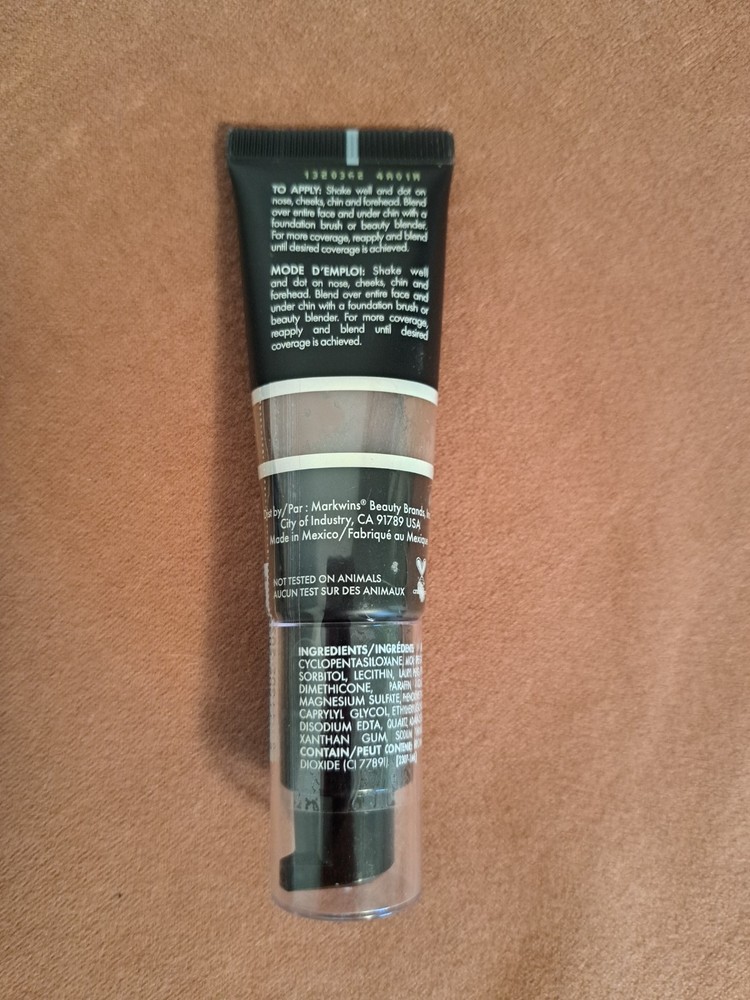 1320362
TO APPLY: Shake well and dot on
nose, cheeks, chin and forehead. Blend
over entire face and under chin with a
foundation brush or beauty blender.
For more coverage, reapply and blend
until desired coverage is achieved.
MODE D'EMPLOI: Shake well
and dot on nose, cheeks, chin and
forehead. Blend over entire face and
under chin with a foundation brush or
beauty blender. For more coverage,
reapply and blend until desired
coverage is achieved.
by/Par : Markwins® Beauty Brands,
City of Industry, CA 91789 USA
Made in Mexico/Fabriqué au Mexique
NOT TESTED ON ANIMALS
AUCUN TEST SUR DES ANIMAUX
INGREDIENTS/INGRÉDIENTS
CYCLOPENTASILOXANE,
SORBITOL, LECITHIN,
DIMETHICONE, PARAFFIN,
MAGNESIUM SULFATE,
CAPRYLYL GLYCOL,
DISODIUM EDTA, QUARTZ,
XANTHAN GUM,
CONTAIN/PEUT CONTENIR:
DIOXIDE (CI 77891)